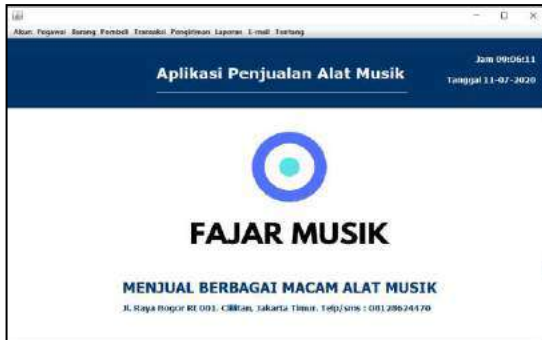 Akun Pegawai Barang Pembeli Transaksi Pengiriman Laporan E-mail Tentang
Aplikasi Penjualan Alat Musik
Jam 09:06:11
Tanggal 11-07-2020
FAJAR MUSIK
MENJUAL BERBAGAI MACAM ALAT MUSIK
Jl. Raya Bogor Rt 001. Cililitan, Jakarta Timur. Telp/sms : 08128624470